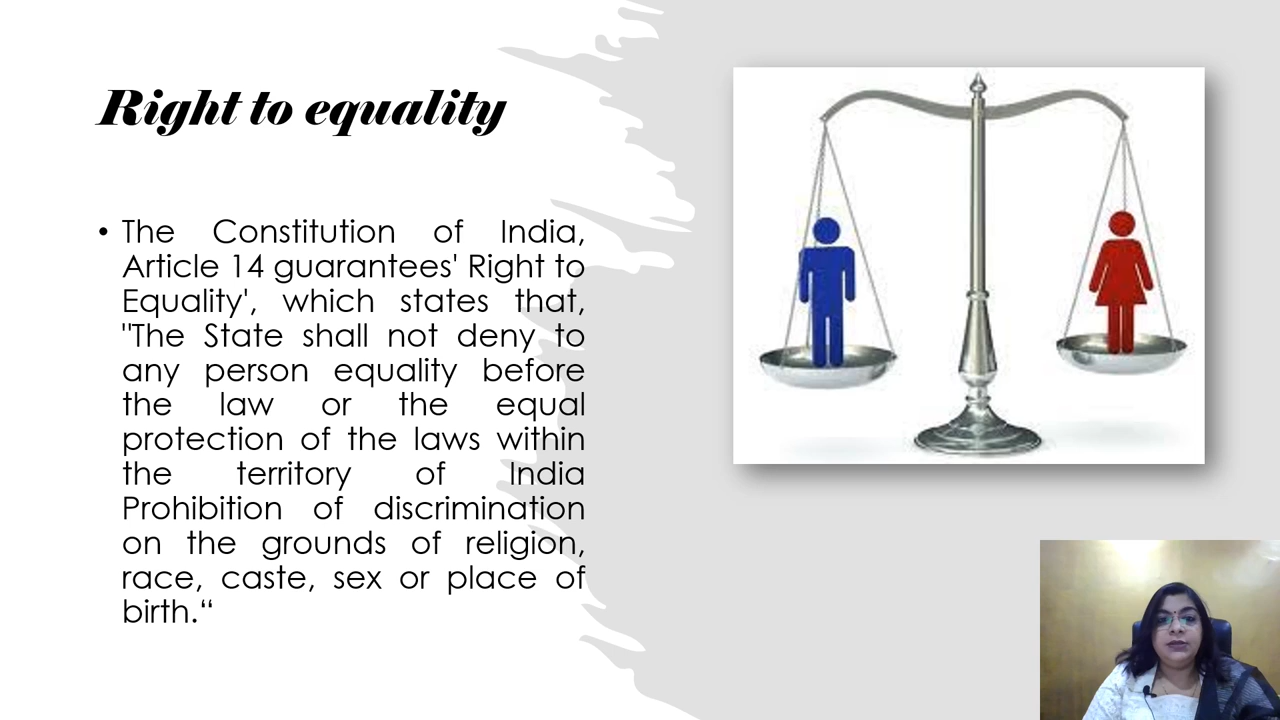 Right to equality
• The Constitution of India,
Article 14 guarantees' Right to
Equality', which states that,
"The State shall not deny to
any person equality before
the law or the equal
protection of the laws within
the territory of India
Prohibition of discrimination
on the grounds of religion,
race, caste, sex or place of
birth.“